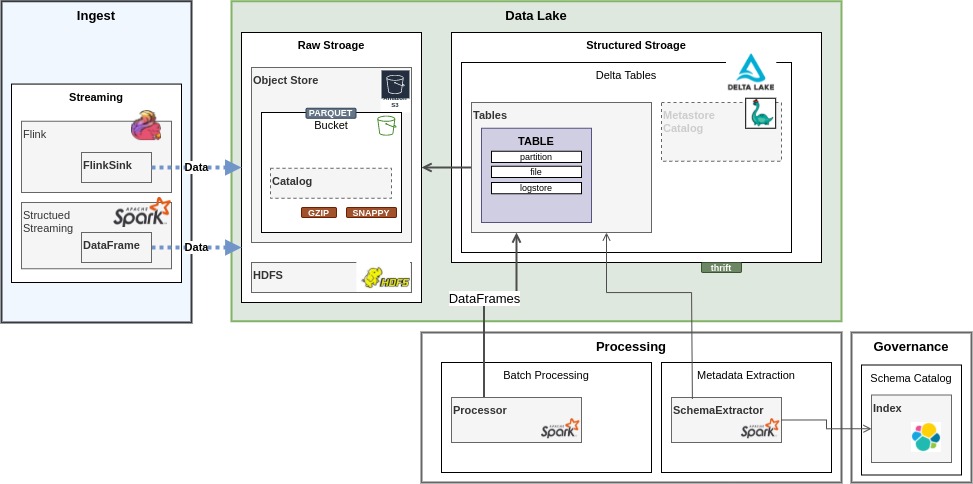 Ingest
Streaming
Flink
FlinkSink
Structued
Streaming
APACHE
Spark
DataFrame
Data
Data
Data Lake
Raw Stroage
Object Store
S3
PARQUET
Bucket
Catalog
GZIP
SNAPPY
HDFS
HDFS
Structured Stroage
Delta Tables
DELTA LAKE
Tables
TABLE
partition
file
logstore
Metastore
Catalog
thrift
DataFrames
Processing
Batch Processing
Processor
APACHE
Spark
Metadata Extraction
SchemaExtractor
APACHE
Spark
Governance
Schema Catalog
Index